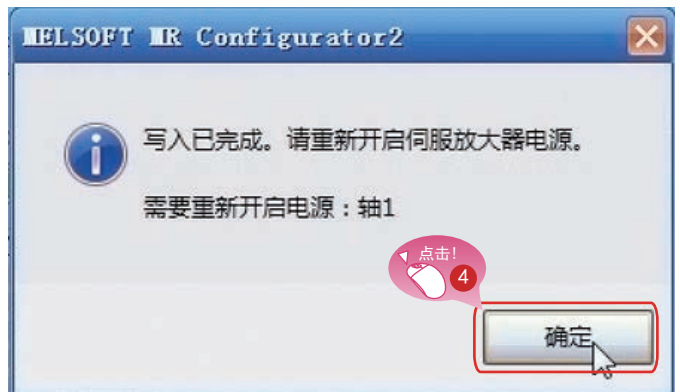 MELSOFT MR Configurator2
写入已完成。请重新开启伺服放大器电源。
需要重新开启电源：轴1
点击!
4
确定